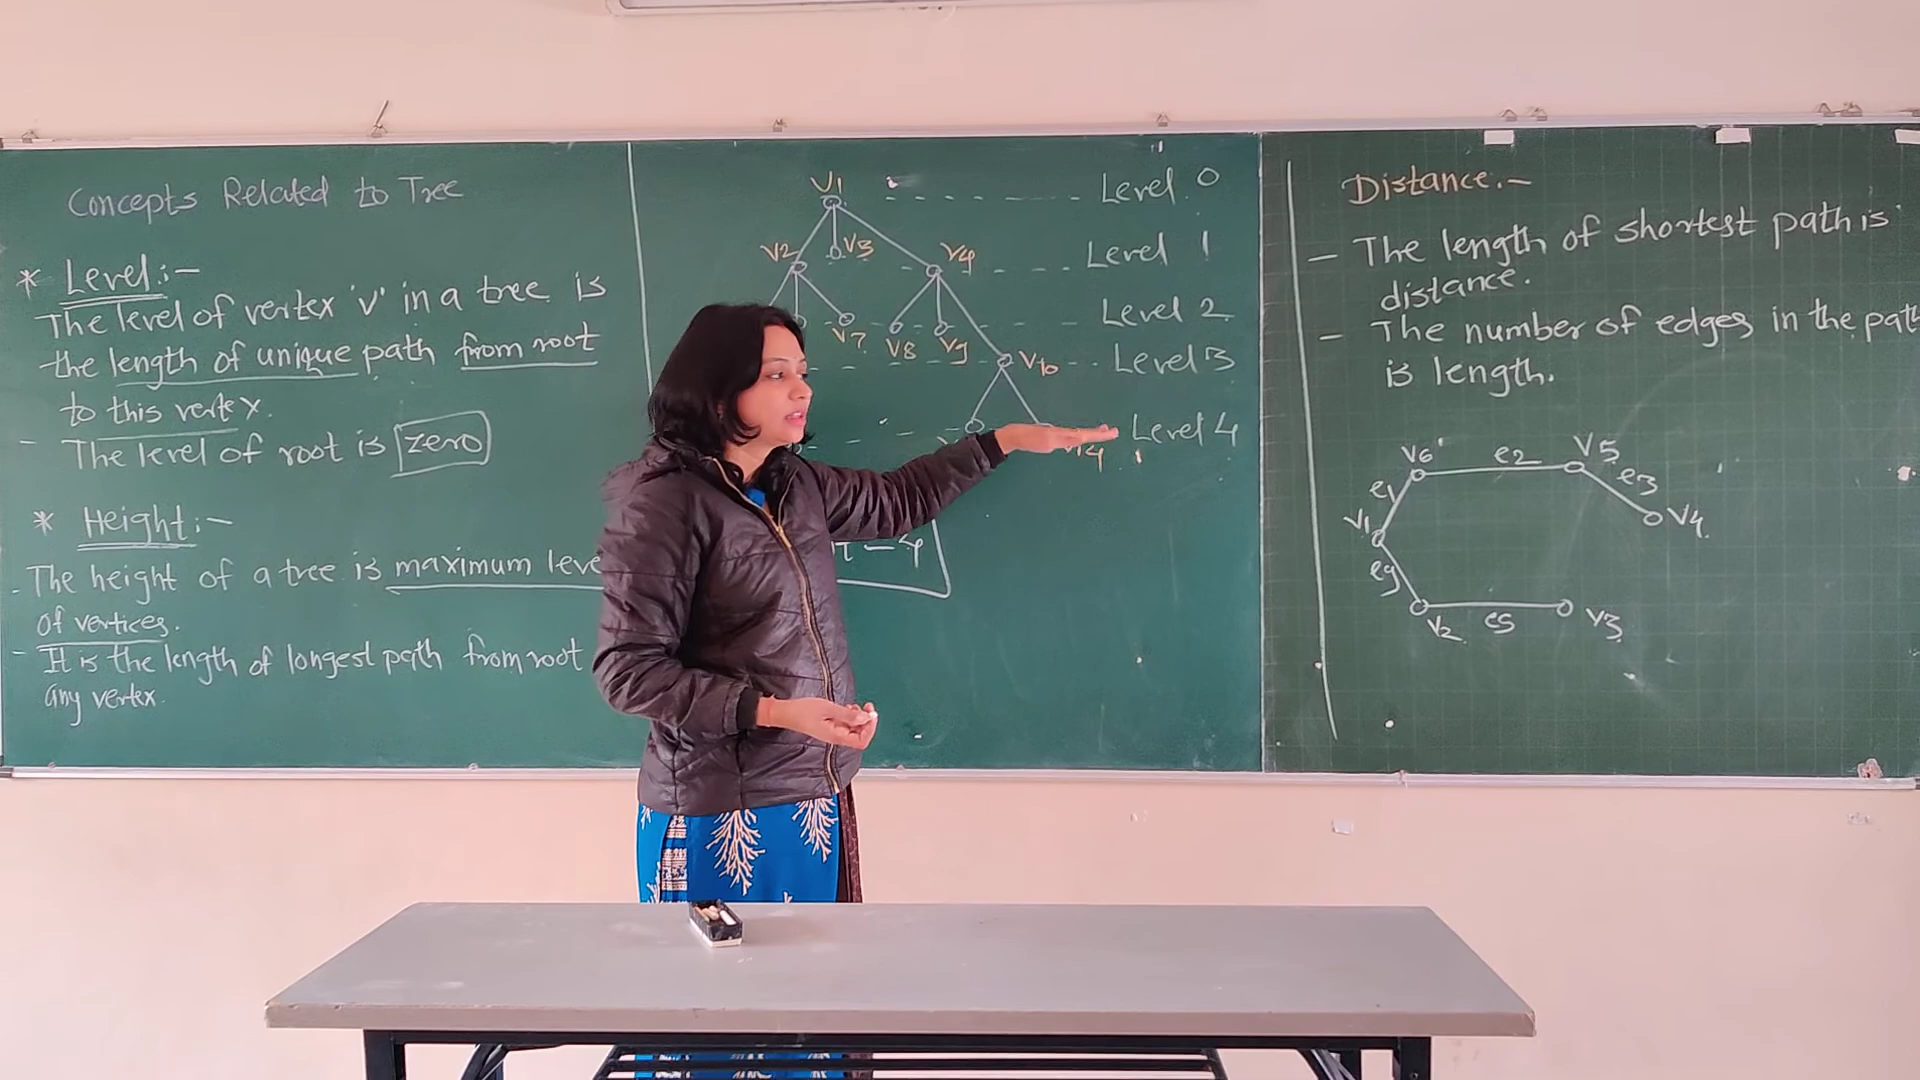 Concepts Related to Tree
* Level:-
The level of vertex 'v' in a tree is
the length of unique path from root
to this vertex.
- The level of root is zero
* Height:-
- The height of a tree is maximum leve
of vertices.
- It is the length of longest path from root
any vertex.
V1 Level 0
V2 V3 V4 Level 1
Level 2
V7 V8 V9
V10 Level 3
Level 4
V14
- 4
Distance:-
- The length of shortest path is
distance.
- The number of edges in the path
is length.
V6 e2 V5
e1 e3
V1 V4
V2 e5 V3